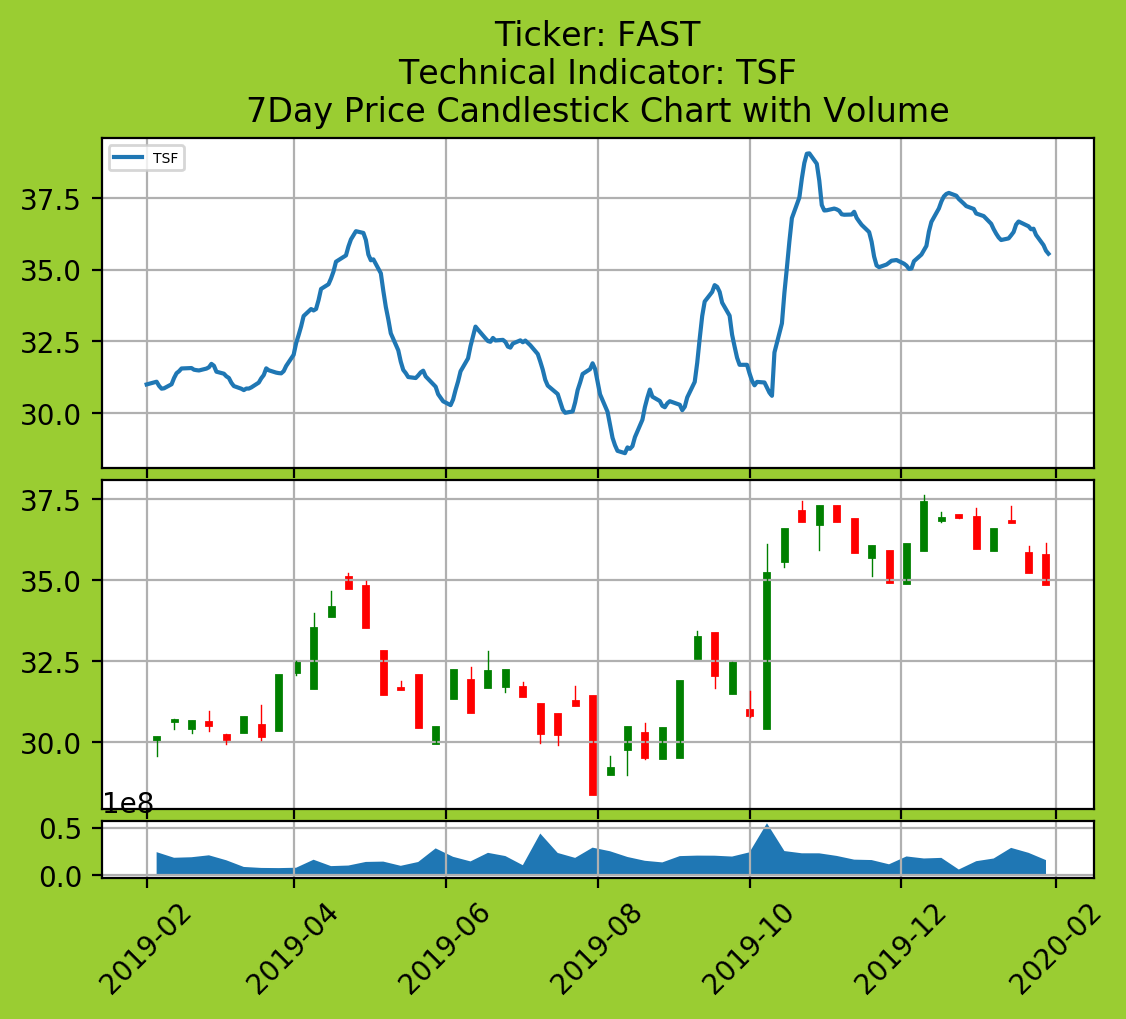 Ticker: FAST
Technical Indicator: TSF
7Day Price Candlestick Chart with Volume
TSF
37.5
35.0
32.5
30.0
37.5
35.0
32.5
30.0
1e8
0.5
0.0
2019-02 2019-04 2019-06 2019-08 2019-10 2019-12 2020-02